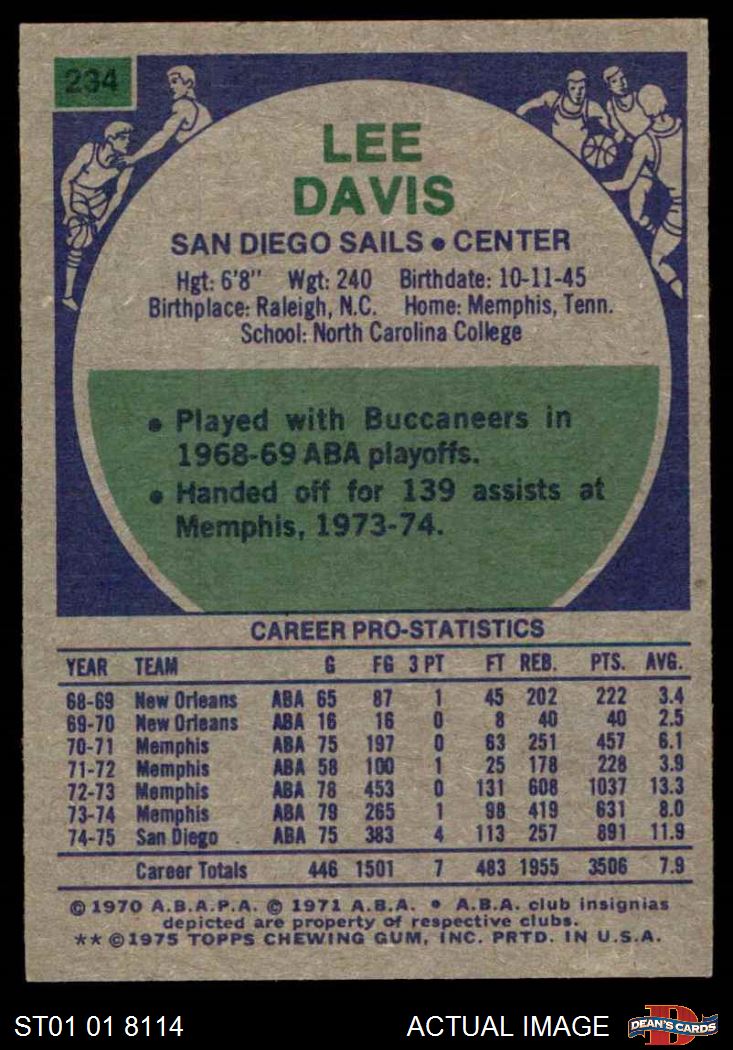 234
LEE
DAVIS
SAN DIEGO SAILS • CENTER
Hgt: 6'8" Wgt: 240 Birthdate: 10-11-45
Birthplace: Raleigh, N.C. Home: Memphis, Tenn.
School: North Carolina College
• Played with Buccaneers in
1968-69 ABA playoffs.
• Handed off for 139 assists at
Memphis, 1973-74.
CAREER PRO-STATISTICS
YEAR TEAM G FG 3 PT FT REB. PTS. AVG.
68-69 New Orleans ABA 65 87 1 45 202 222 3.4
69-70 New Orleans ABA 16 16 0 8 40 40 2.5
70-71 Memphis ABA 75 197 0 63 251 457 6.1
71-72 Memphis ABA 58 100 1 25 178 228 3.9
72-73 Memphis ABA 78 453 0 131 608 1037 13.3
73-74 Memphis ABA 79 265 1 98 419 631 8.0
74-75 San Diego ABA 75 383 4 113 257 891 11.9
Career Totals 446 1501 7 483 1955 3506 7.9
© 1970 A.B.A.P.A. © 1971 A.B.A. • A.B.A. club insignias
depicted are property of respective clubs.
** © 1975 TOPPS CHEWING GUM, INC. PRTD. IN U.S.A.
ST01 01 8114 ACTUAL IMAGE DEAN'S CARDS